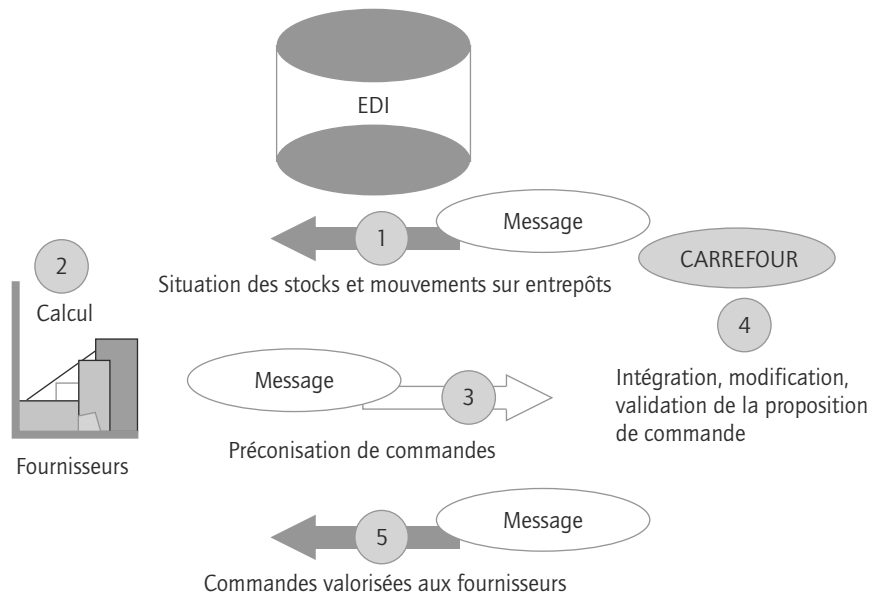 EDI
Message
1
Situation des stocks et mouvements sur entrepôts
CARREFOUR
2
Calcul
Fournisseurs
Message
3
Préconisation de commandes
4
Intégration, modification,
validation de la proposition
de commande
Message
5
Commandes valorisées aux fournisseurs